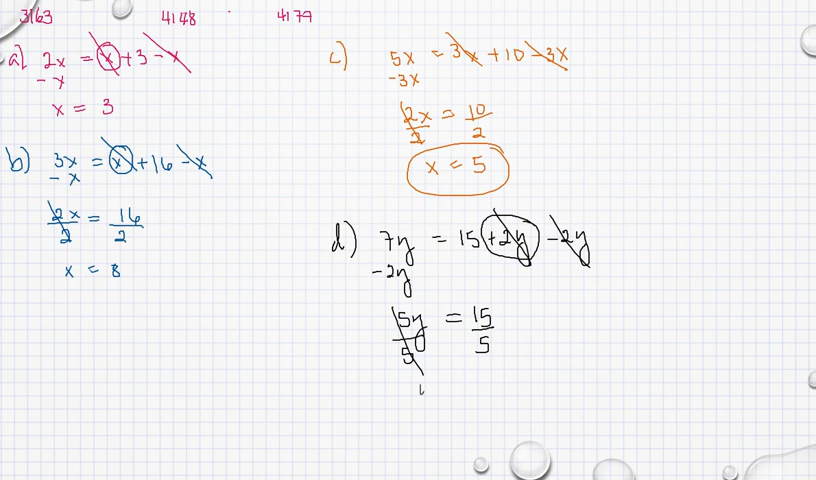 3163 4148 4179
a) 2x = x + 3 - x
- x
x = 3
b) 3x = x + 16 - x
- x
2x/2 = 16/2
x = 8
c) 5x = 3x + 10 - 3x
-3x
2x/2 = 10/2
x = 5
d) 7y = 15 + 2y - 2y
-2y
5y/5 = 15/5